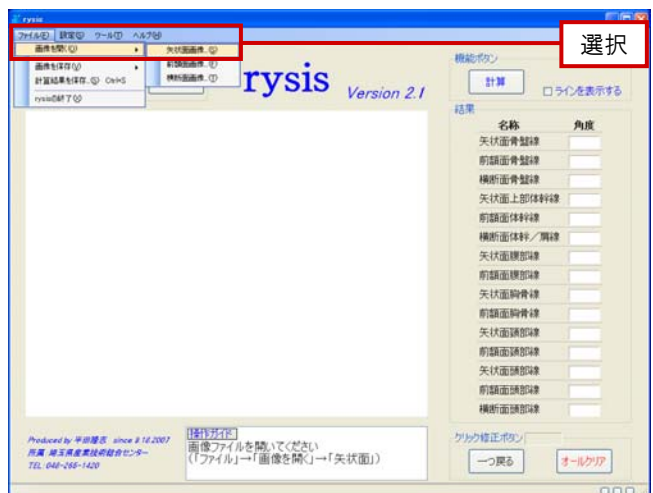 rysis
ファイル(F) 設定(S) ツール(T) ヘルプ(H)
画像を開く(O)
矢状面画像..(S)
前額面画像..(F)
横断面画像..(T)
画像を保存(V)
計算結果を保存..(S) Ctrl+S
rysisの終了(X)
選択
rysis Version 2.1
機能ボタン
計算
ラインを表示する
結果
名称 角度
矢状面骨盤線
前額面骨盤線
横断面骨盤線
矢状面上部体幹線
前額面体幹線
横断面体幹／肩線
矢状面腹部線
前額面腹部線
矢状面胸骨線
前額面胸骨線
矢状面頭部線
前額面頚部線
矢状面頭部線
前額面頭部線
横断面頭部線
Produced by 半田隆志 since 9.18.2007
所属：埼玉県産業技術総合センター
TEL：048-265-1420
操作ガイド
画像ファイルを開いてください
（「ファイル」→「画像を開く」→「矢状面」）
クリック修正ボタン
一つ戻る
オールクリア